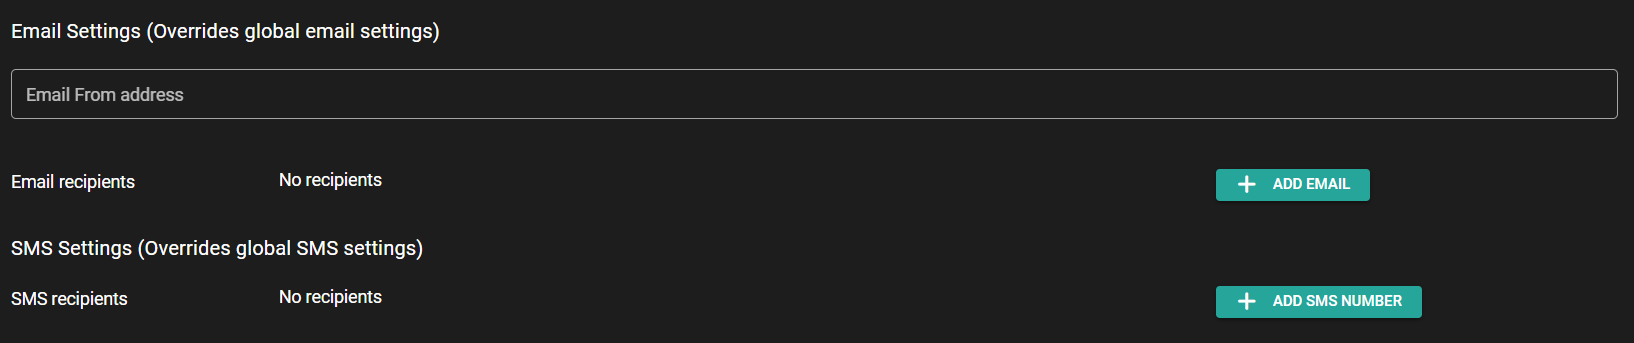 Email Settings (Overrides global email settings)
Email From address
Email recipients No recipients ADD EMAIL
SMS Settings (Overrides global SMS settings)
SMS recipients No recipients ADD SMS NUMBER